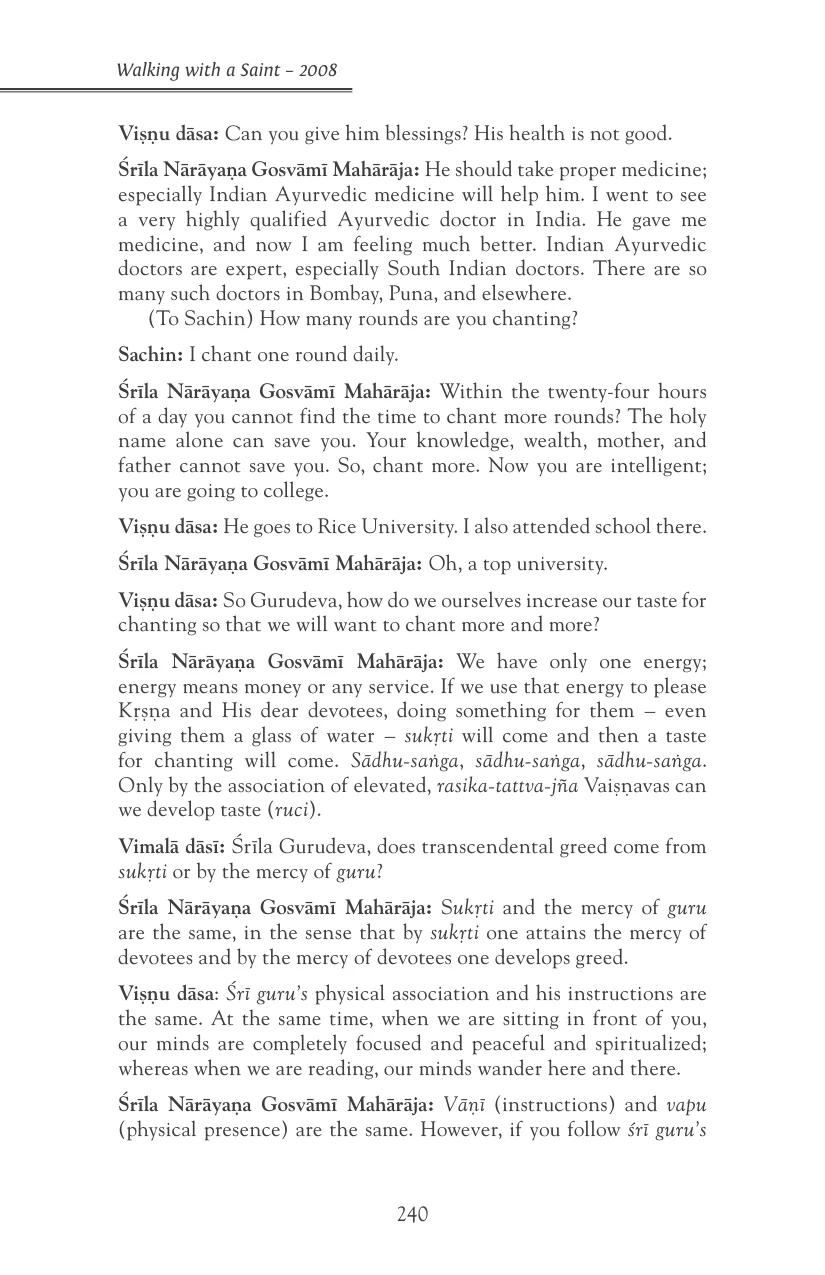 Walking with a Saint – 2008
Viṣṇu dāsa: Can you give him blessings? His health is not good.
Śrīla Nārāyaṇa Gosvāmī Mahārāja: He should take proper medicine;
especially Indian Ayurvedic medicine will help him. I went to see
a very highly qualified Ayurvedic doctor in India. He gave me
medicine, and now I am feeling much better. Indian Ayurvedic
doctors are expert, especially South Indian doctors. There are so
many such doctors in Bombay, Puna, and elsewhere.
(To Sachin) How many rounds are you chanting?
Sachin: I chant one round daily.
Śrīla Nārāyaṇa Gosvāmī Mahārāja: Within the twenty-four hours
of a day you cannot find the time to chant more rounds? The holy
name alone can save you. Your knowledge, wealth, mother, and
father cannot save you. So, chant more. Now you are intelligent;
you are going to college.
Viṣṇu dāsa: He goes to Rice University. I also attended school there.
Śrīla Nārāyaṇa Gosvāmī Mahārāja: Oh, a top university.
Viṣṇu dāsa: So Gurudeva, how do we ourselves increase our taste for
chanting so that we will want to chant more and more?
Śrīla Nārāyaṇa Gosvāmī Mahārāja: We have only one energy;
energy means money or any service. If we use that energy to please
Kṛṣṇa and His dear devotees, doing something for them – even
giving them a glass of water – sukṛti will come and then a taste
for chanting will come. Sādhu-saṅga, sādhu-saṅga, sādhu-saṅga.
Only by the association of elevated, rasika-tattva-jña Vaiṣṇavas can
we develop taste (ruci).
Vimalā dāsī: Śrīla Gurudeva, does transcendental greed come from
sukṛti or by the mercy of guru?
Śrīla Nārāyaṇa Gosvāmī Mahārāja: Sukṛti and the mercy of guru
are the same, in the sense that by sukṛti one attains the mercy of
devotees and by the mercy of devotees one develops greed.
Viṣṇu dāsa: Śrī guru's physical association and his instructions are
the same. At the same time, when we are sitting in front of you,
our minds are completely focused and peaceful and spiritualized;
whereas when we are reading, our minds wander here and there.
Śrīla Nārāyaṇa Gosvāmī Mahārāja: Vāṇī (instructions) and vapu
(physical presence) are the same. However, if you follow śrī guru's
240